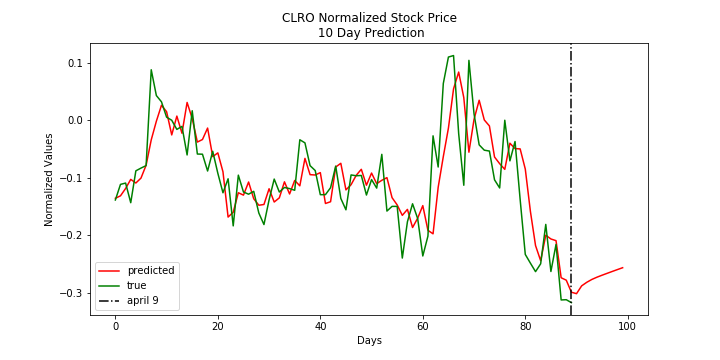 CLRO Normalized Stock Price
10 Day Prediction
Normalized Values
0.1
0.0
−0.1
−0.2
−0.3
predicted
true
april 9
0
20
40
60
80
100
Days